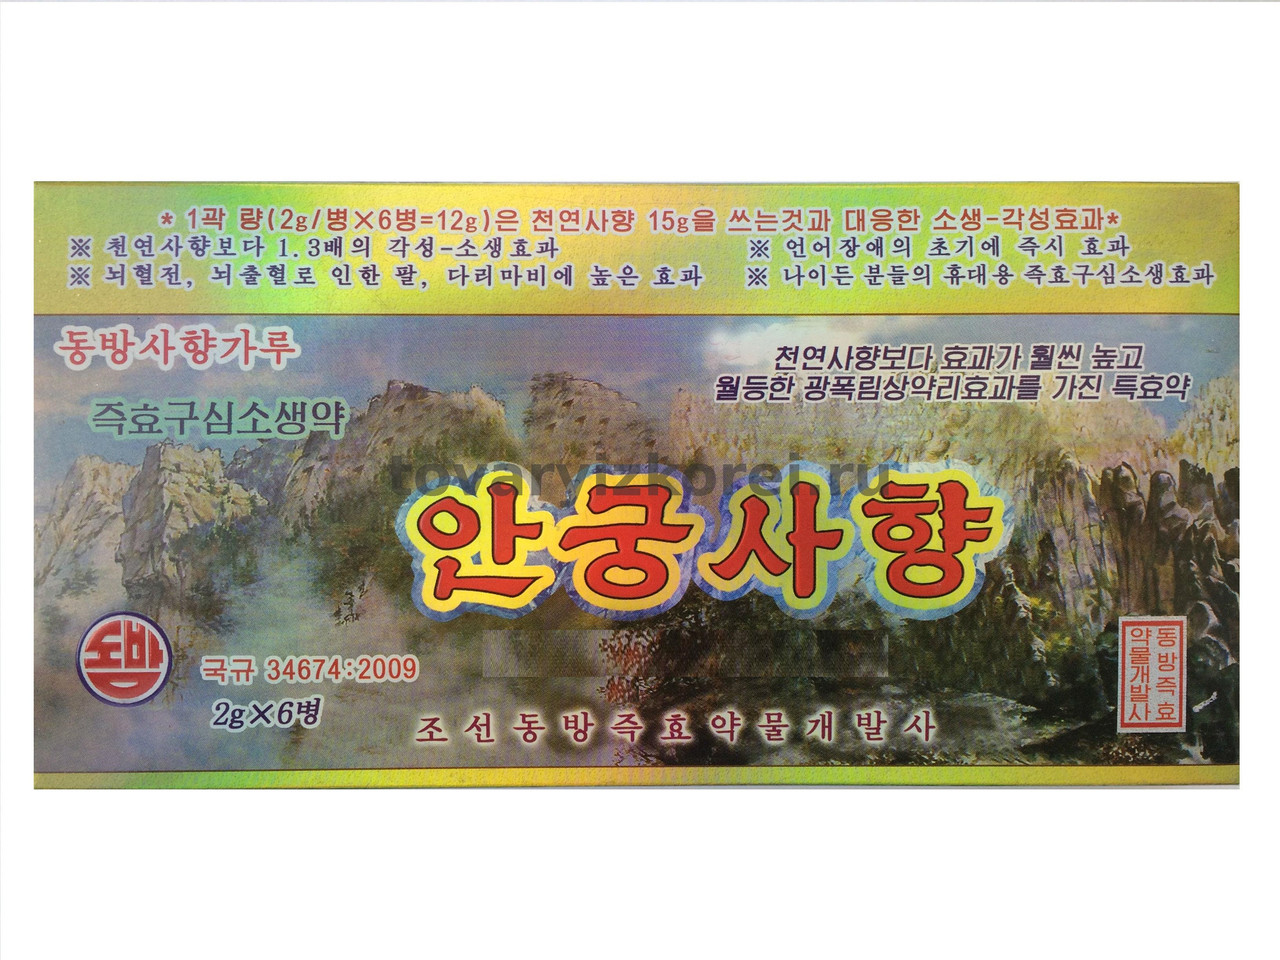 * 1곽 량(2g/병×6병=12g)은 천연사향 15g을 쓰는것과 대응한 소생-각성효과*
※ 천연사향보다 1.3배의 각성-소생효과
※ 언어장애의 초기에 즉시 효과
※ 뇌혈전, 뇌출혈로 인한 팔, 다리마비에 높은 효과
※ 나이든 분들의 휴대용 즉효구심소생효과
동방사향가루
천연사향보다 효과가 훨씬 높고
월등한 광폭림상약리효과를 가진 특효약
즉효구심소생약
tovaryizkorei.ru
안궁사향
동방
국규 34674:2009
2g×6병
조선동방즉효약물개발사
동방즉효
약물개발사